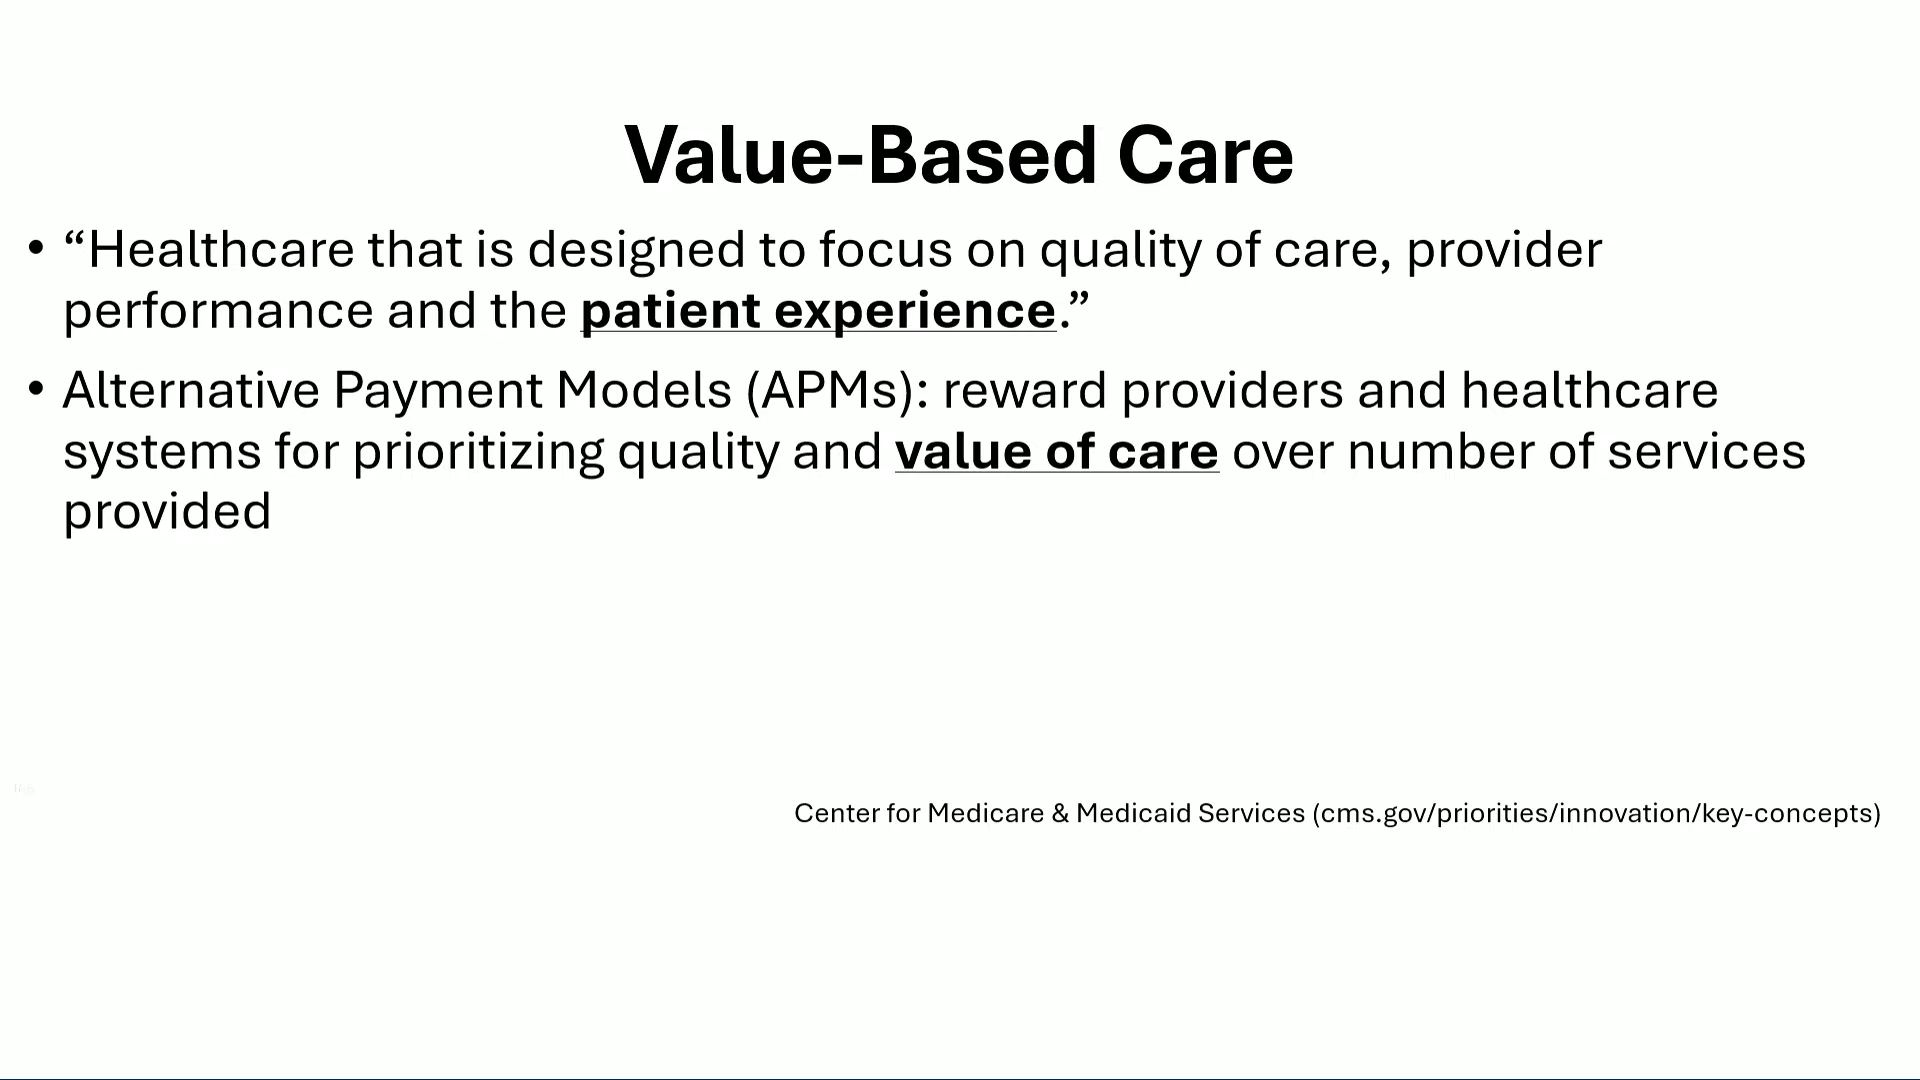 Value-Based Care
• “Healthcare that is designed to focus on quality of care, provider
performance and the patient experience.”
• Alternative Payment Models (APMs): reward providers and healthcare
systems for prioritizing quality and value of care over number of services
provided
Center for Medicare & Medicaid Services (cms.gov/priorities/innovation/key-concepts)